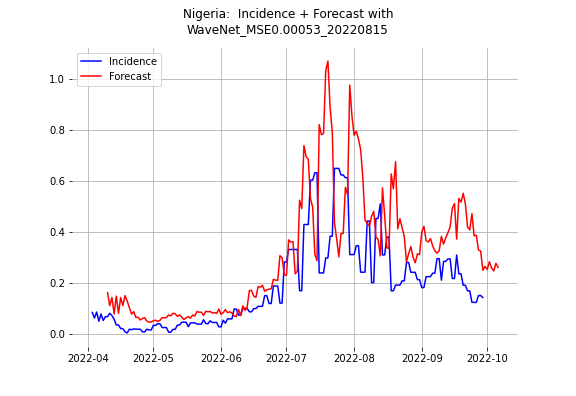 Nigeria:  Incidence + Forecast with
WaveNet_MSE0.00053_20220815
Incidence
Forecast
1.0
0.8
0.6
0.4
0.2
0.0
2022-04 2022-05 2022-06 2022-07 2022-08 2022-09 2022-10